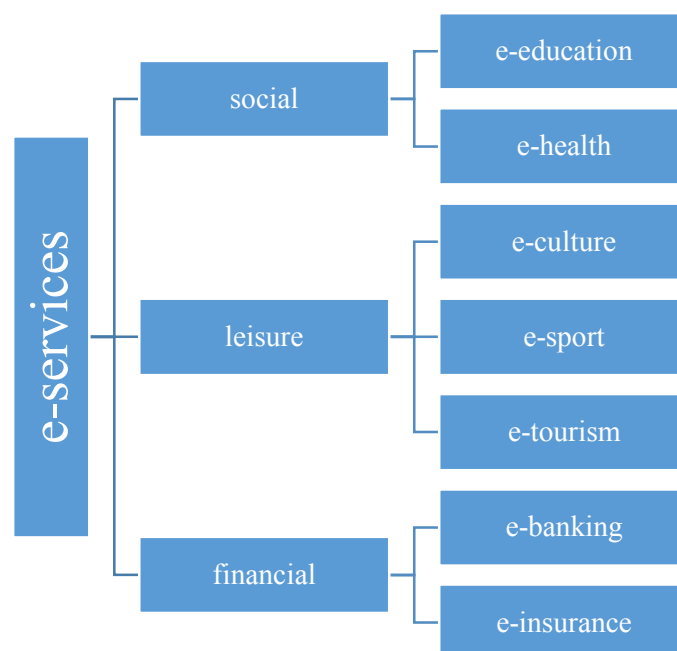 e-services
social
e-education
e-health
leisure
e-culture
e-sport
e-tourism
financial
e-banking
e-insurance